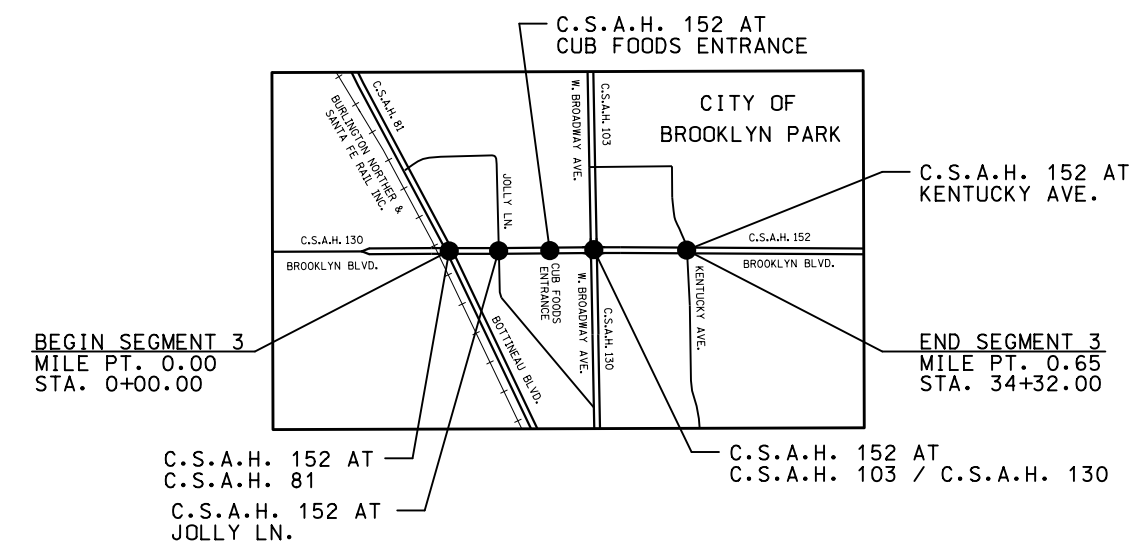 C.S.A.H. 152 AT
CUB FOODS ENTRANCE
CITY OF
BROOKLYN PARK
C.S.A.H. 81
BURLINGTON NORTHER &
SANTA FE RAIL INC.
W. BROADWAY AVE.
C.S.A.H. 103
JOLLY LN.
C.S.A.H. 152 AT
KENTUCKY AVE.
C.S.A.H. 130
BROOKLYN BLVD.
C.S.A.H. 152
BROOKLYN BLVD.
CUB FOODS
ENTRANCE
W. BROADWAY AVE.
C.S.A.H. 130
KENTUCKY AVE.
BOTTINEAU BLVD.
BEGIN SEGMENT 3
MILE PT. 0.00
STA. 0+00.00
END SEGMENT 3
MILE PT. 0.65
STA. 34+32.00
C.S.A.H. 152 AT
C.S.A.H. 81
C.S.A.H. 152 AT
JOLLY LN.
C.S.A.H. 152 AT
C.S.A.H. 103 / C.S.A.H. 130